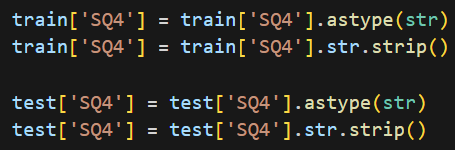 train['SQ4'] = train['SQ4'].astype(str)
train['SQ4'] = train['SQ4'].str.strip()
test['SQ4'] = test['SQ4'].astype(str)
test['SQ4'] = test['SQ4'].str.strip()